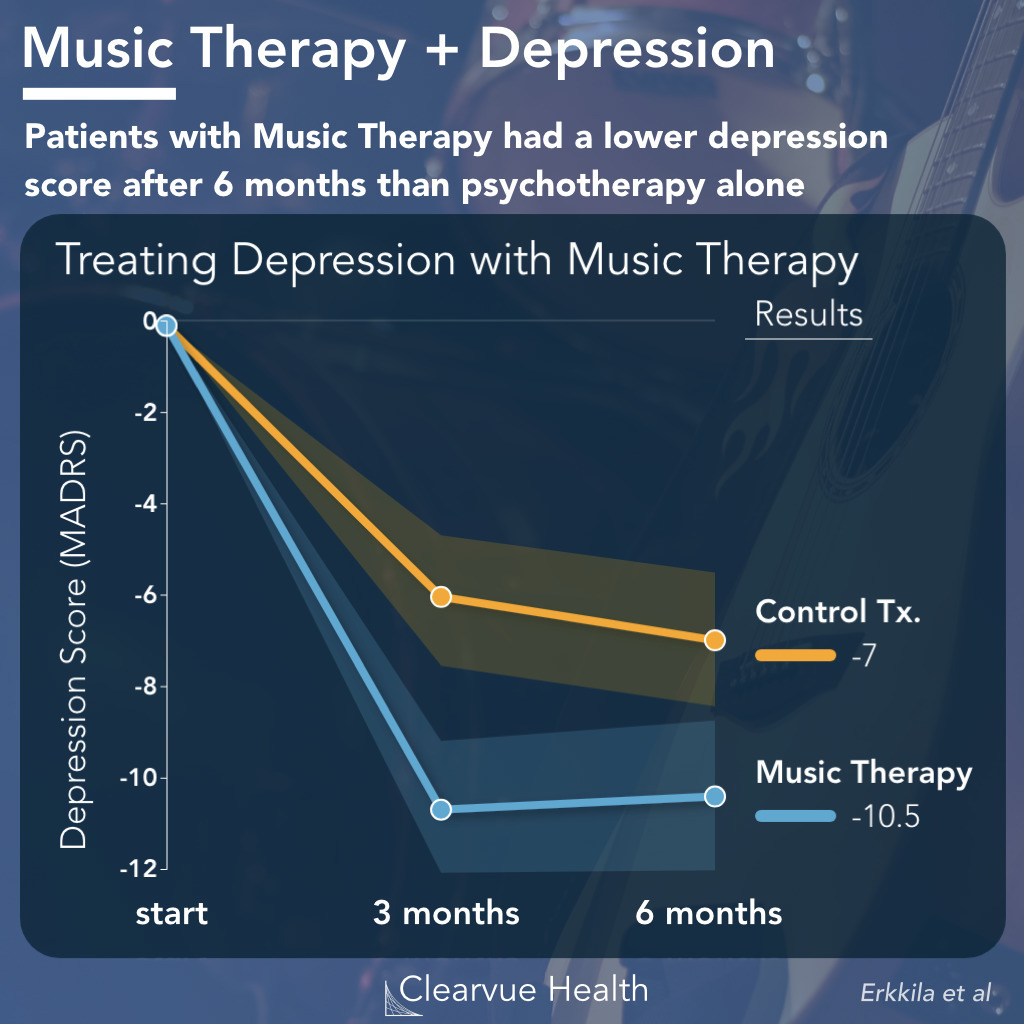 Music Therapy + Depression
Patients with Music Therapy had a lower depression
score after 6 months than psychotherapy alone
Treating Depression with Music Therapy
Results
0
-2
-4
-6
-8
-10
-12
Depression Score (MADRS)
start
3 months
6 months
Control Tx.
-7
Music Therapy
-10.5
Clearvue Health
Erkkila et al